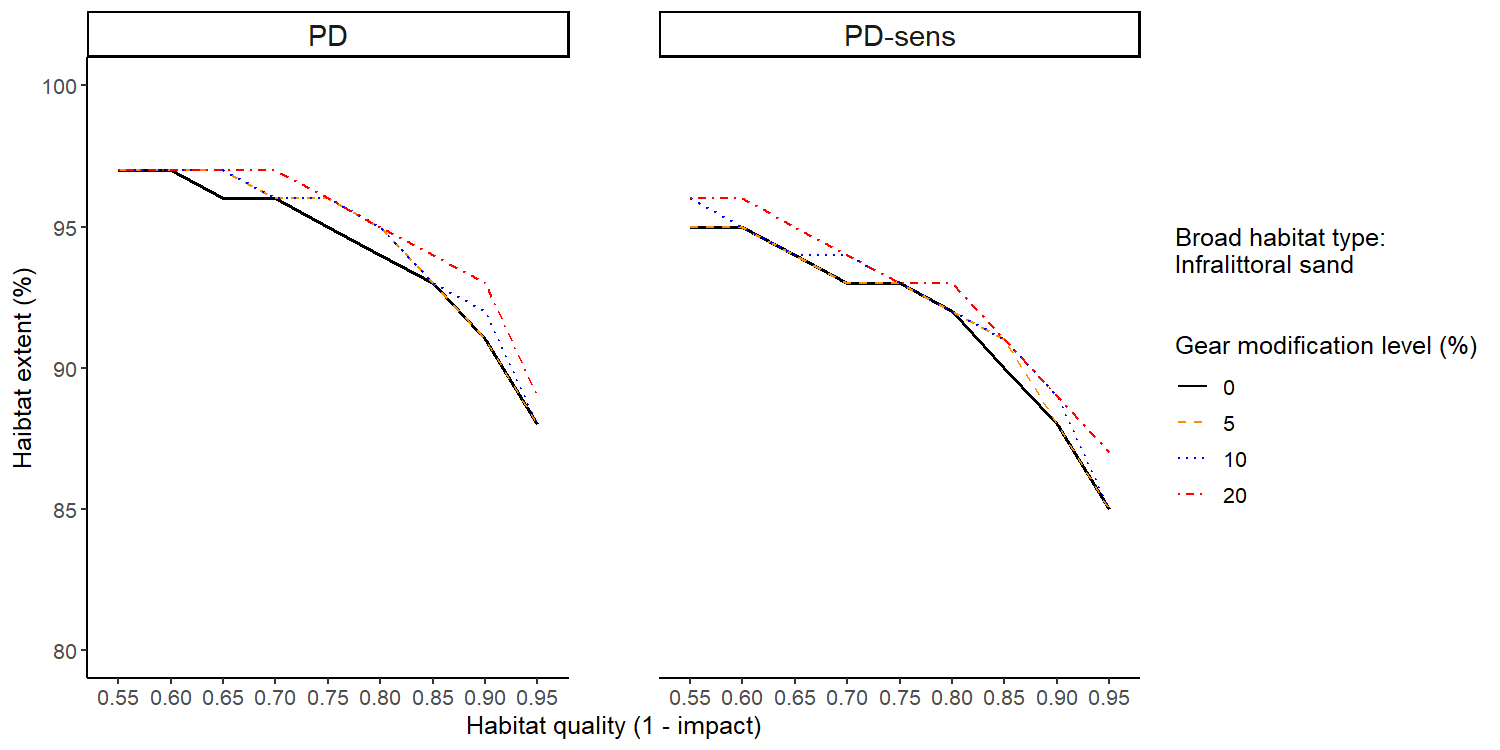 PD
PD-sens
100
95
90
85
80
Haibtat extent (%)
0.55 0.60 0.65 0.70 0.75 0.80 0.85 0.90 0.95
0.55 0.60 0.65 0.70 0.75 0.80 0.85 0.90 0.95
Habitat quality (1 - impact)
Broad habitat type:
Infralittoral sand
Gear modification level (%)
0
5
10
20